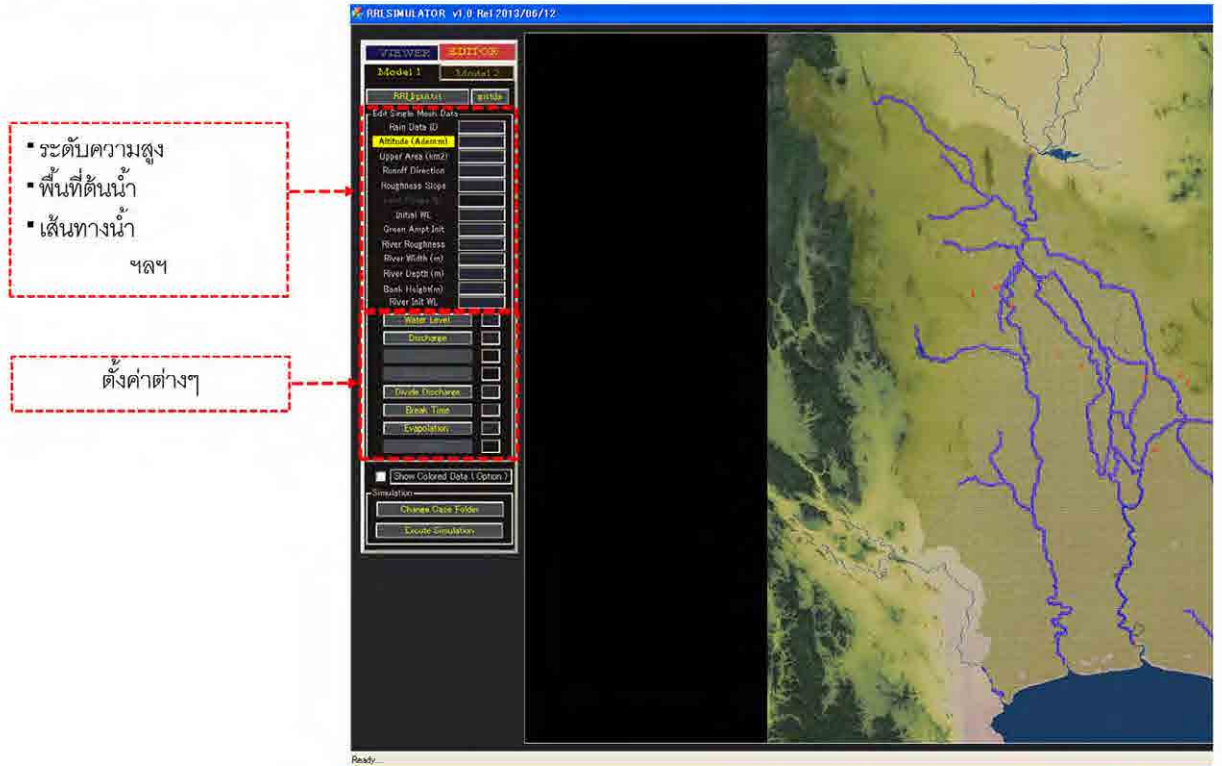 RRI SIMULATOR v1.0 Rel 2013/06/12
VIEWER EDITOR
Model 1 Model 2
Edit Single Mesh Data
Rain Data ID
Altitude (Adem:m)
Upper Area (km2)
Runoff Direction
Roughness Slope
Initial WL
Green Ampt Init
River Roughness
River Width (m)
River Depth (m)
Bank Height(m)
River Init WL
Water Level
Discharge
Divide Discharge
Break Time
Evapolation
Show Colored Data ( Option )
Simulation
Change Case Folder
Excute Simulation
Ready...
▪ ระดับความสูง
▪ พื้นที่ต้นน้ำ
▪ เส้นทางน้ำ
ฯลฯ
ตั้งค่าต่างๆ